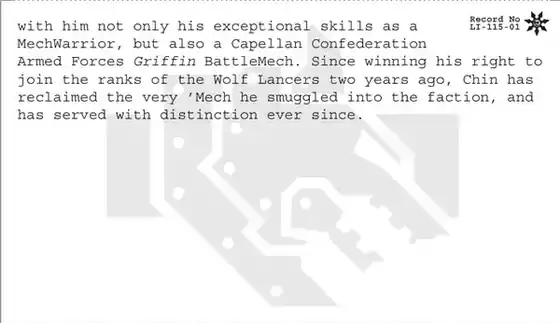 with him not only his exceptional skills as a
MechWarrior, but also a Capellan Confederation
Armed Forces Griffin BattleMech. Since winning his right to
join the ranks of the Wolf Lancers two years ago, Chin has
reclaimed the very ’Mech he smuggled into the faction, and
has served with distinction ever since.
Record No
LI-115-01